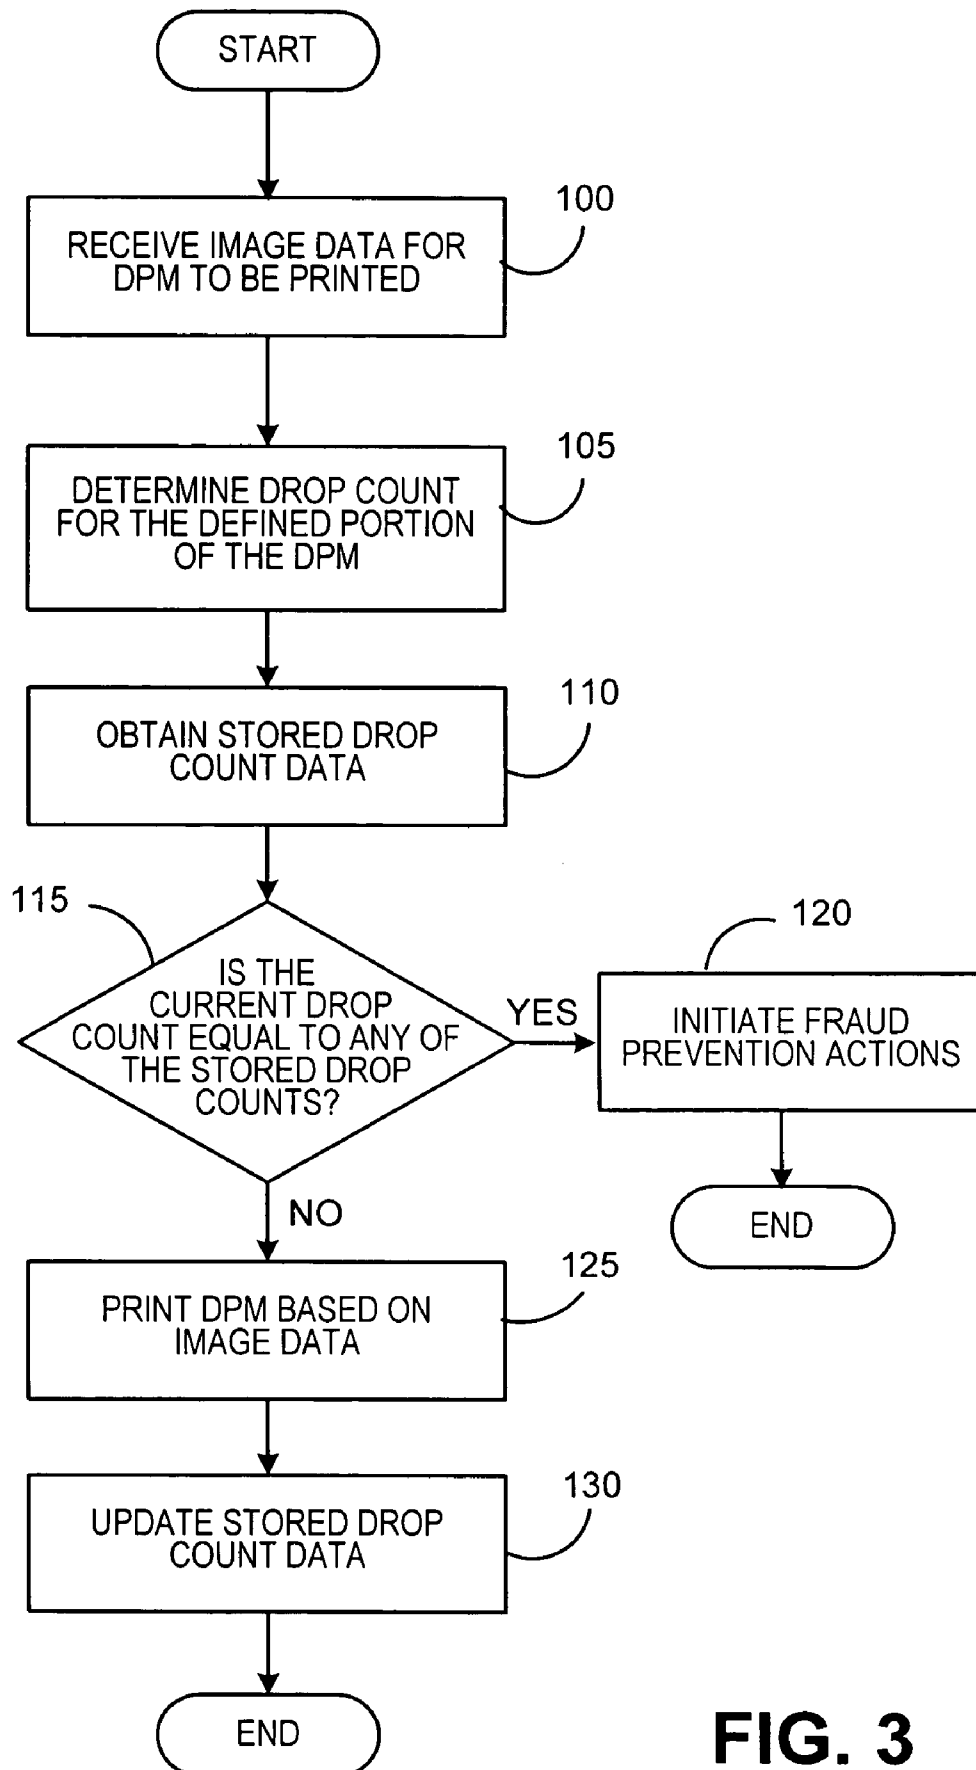 START
100
RECEIVE IMAGE DATA FOR
DPM TO BE PRINTED
105
DETERMINE DROP COUNT
FOR THE DEFINED PORTION
OF THE DPM
110
OBTAIN STORED DROP
COUNT DATA
115
IS THE
CURRENT DROP
COUNT EQUAL TO ANY OF
THE STORED DROP
COUNTS?
YES
120
INITIATE FRAUD
PREVENTION ACTIONS
END
NO
125
PRINT DPM BASED ON
IMAGE DATA
130
UPDATE STORED DROP
COUNT DATA
END
FIG. 3